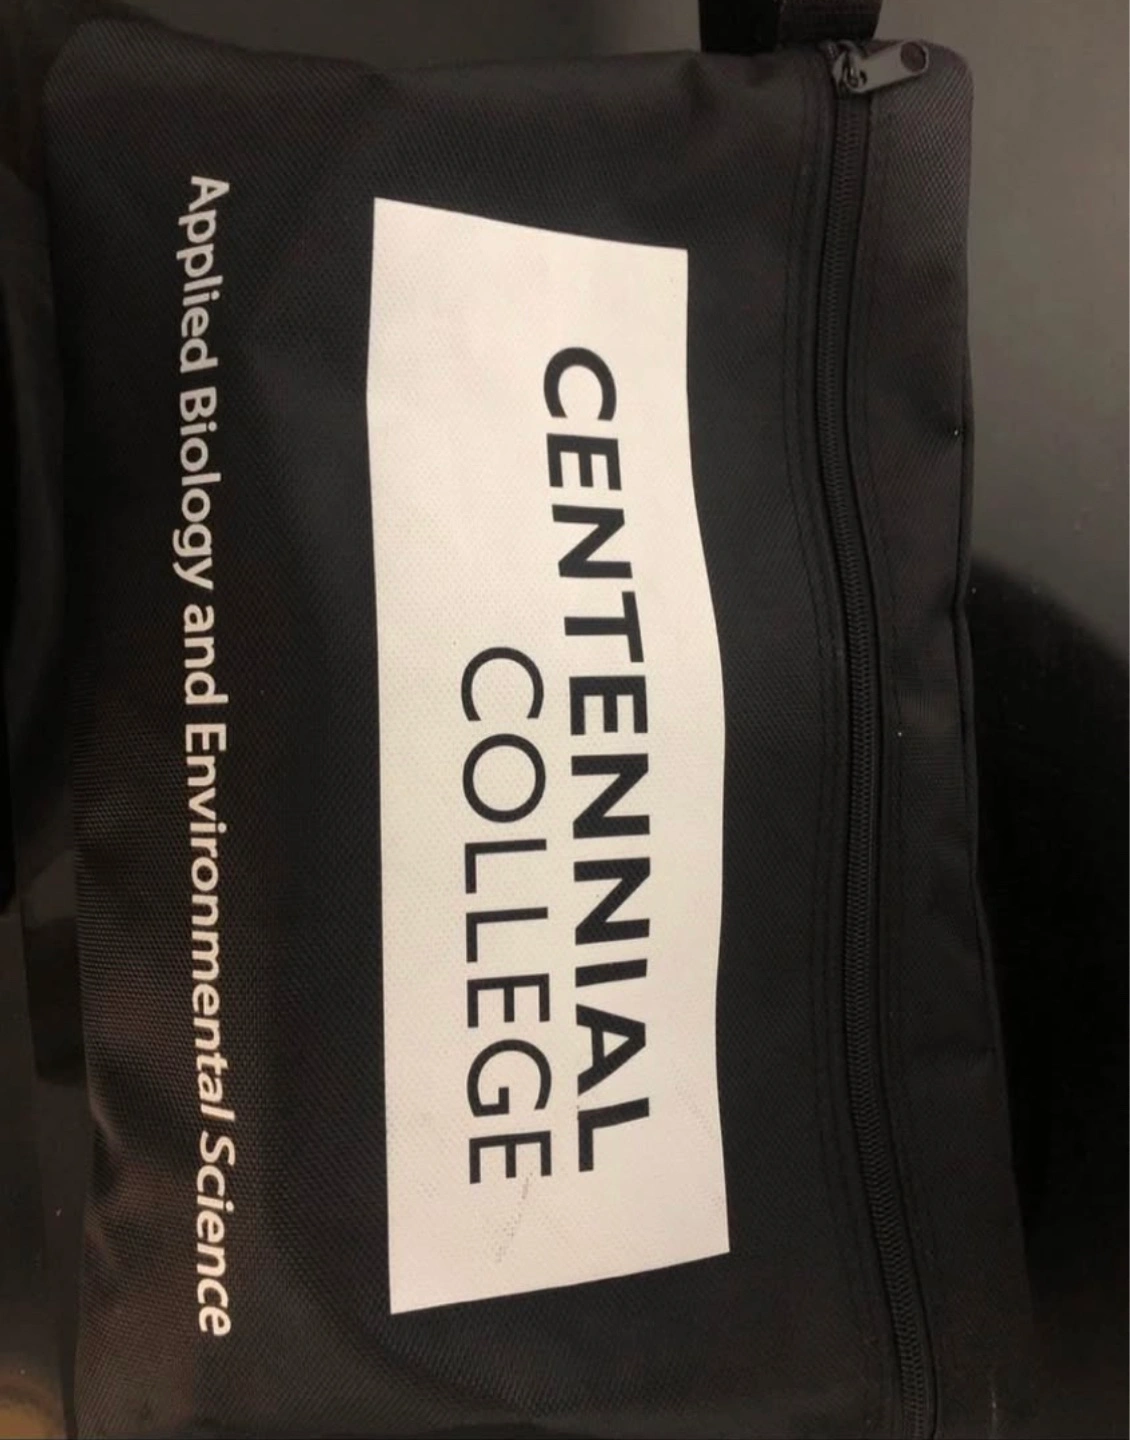 CENTENNIAL
COLLEGE
Applied Biology and Environmental Science